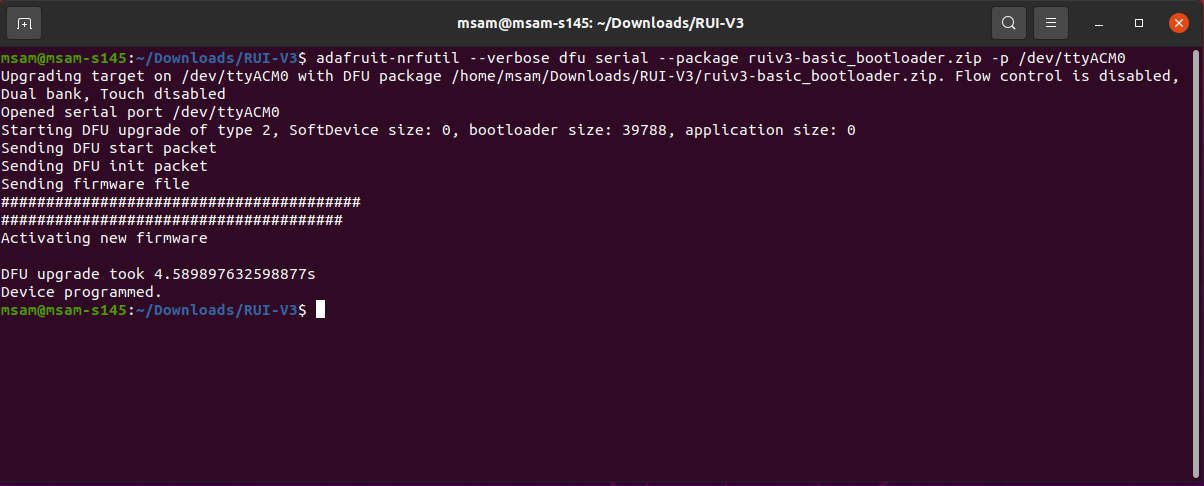 msam@msam-s145: ~/Downloads/RUI-V3
msam@msam-s145:~/Downloads/RUI-V3$ adafruit-nrfutil --verbose dfu serial --package ruiv3-basic_bootloader.zip -p /dev/ttyACM0
Upgrading target on /dev/ttyACM0 with DFU package /home/msam/Downloads/RUI-V3/ruiv3-basic_bootloader.zip. Flow control is disabled,
Dual bank, Touch disabled
Opened serial port /dev/ttyACM0
Starting DFU upgrade of type 2, SoftDevice size: 0, bootloader size: 39788, application size: 0
Sending DFU start packet
Sending DFU init packet
Sending firmware file
########################################
######################################
Activating new firmware

DFU upgrade took 4.589897632598877s
Device programmed.
msam@msam-s145:~/Downloads/RUI-V3$